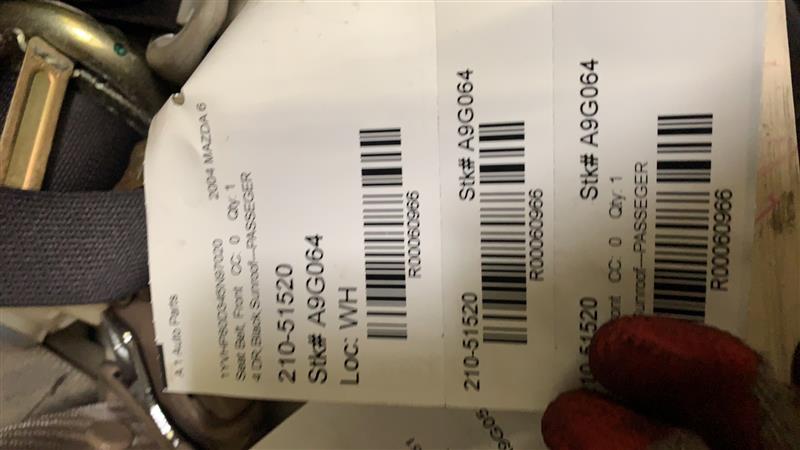 A 1 Auto Parts
2004 MAZDA 6
Seat Belt, Front CC: 0 Qty: 1
4 DR,Black Sunroof---PASSEGER
210-51520
Stk# A9G064
Loc: WH
R00060966
210-51520 Stk# A9G064
R00060966
10-51520 Stk# A9G064
ont CC: 0 Qty: 1
Sunroof---PASSEGER
R00060966